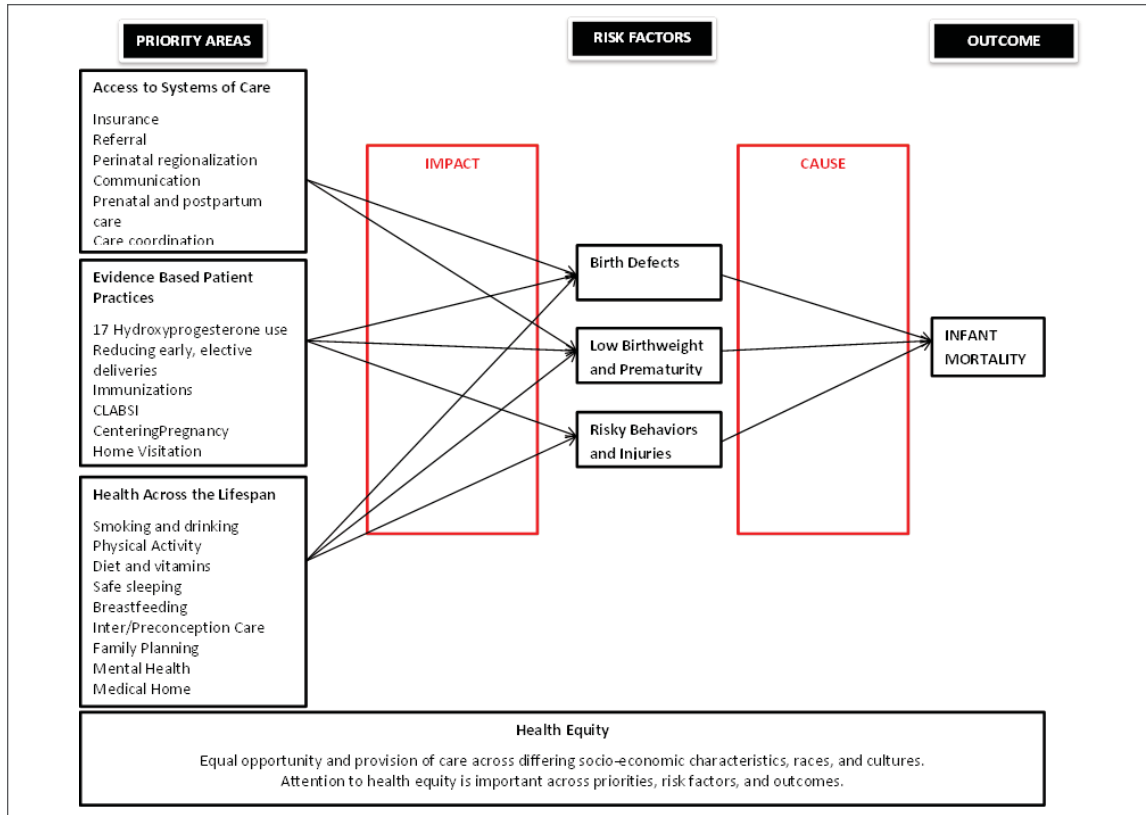 PRIORITY AREAS
RISK FACTORS
OUTCOME
Access to Systems of Care
Insurance
Referral
Perinatal regionalization
Communication
Prenatal and postpartum
care
Care coordination
Evidence Based Patient
Practices
17 Hydroxyprogesterone use
Reducing early, elective
deliveries
Immunizations
CLABSI
CenteringPregnancy
Home Visitation
Health Across the Lifespan
Smoking and drinking
Physical Activity
Diet and vitamins
Safe sleeping
Breastfeeding
Inter/Preconception Care
Family Planning
Mental Health
Medical Home
IMPACT
Birth Defects
Low Birthweight
and Prematurity
Risky Behaviors
and Injuries
CAUSE
INFANT
MORTALITY
Health Equity
Equal opportunity and provision of care across differing socio-economic characteristics, races, and cultures.
Attention to health equity is important across priorities, risk factors, and outcomes.